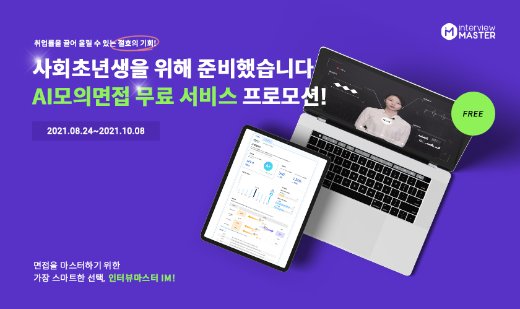 취업률을 끌어 올릴 수 있는 절호의 기회!
interview
MASTER
사회초년생을 위해 준비했습니다
AI모의면접 무료 서비스 프로모션!
2021.08.24~2021.10.08
FREE
면접을 마스터하기 위한
가장 스마트한 선택, 인터뷰마스터 IM!